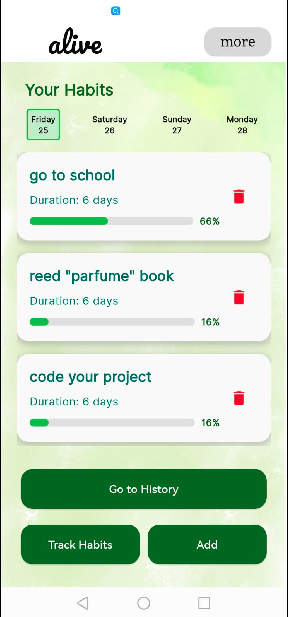 alive
more
Your Habits
Friday Saturday Sunday Monday
25 26 27 28
go to school
Duration: 6 days
66%
reed "parfume" book
Duration: 6 days
16%
code your project
Duration: 6 days
16%
Go to History
Track Habits Add